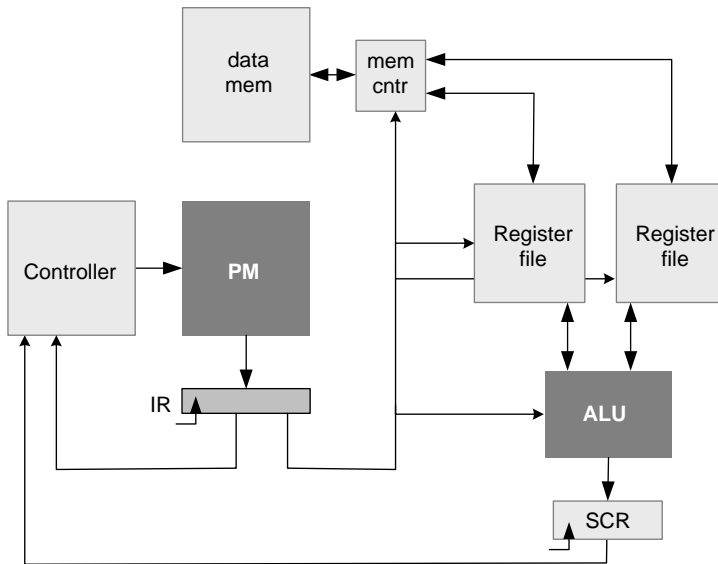 data
mem
mem
cntr
Controller
PM
Register
file
Register
file
IR
ALU
SCR